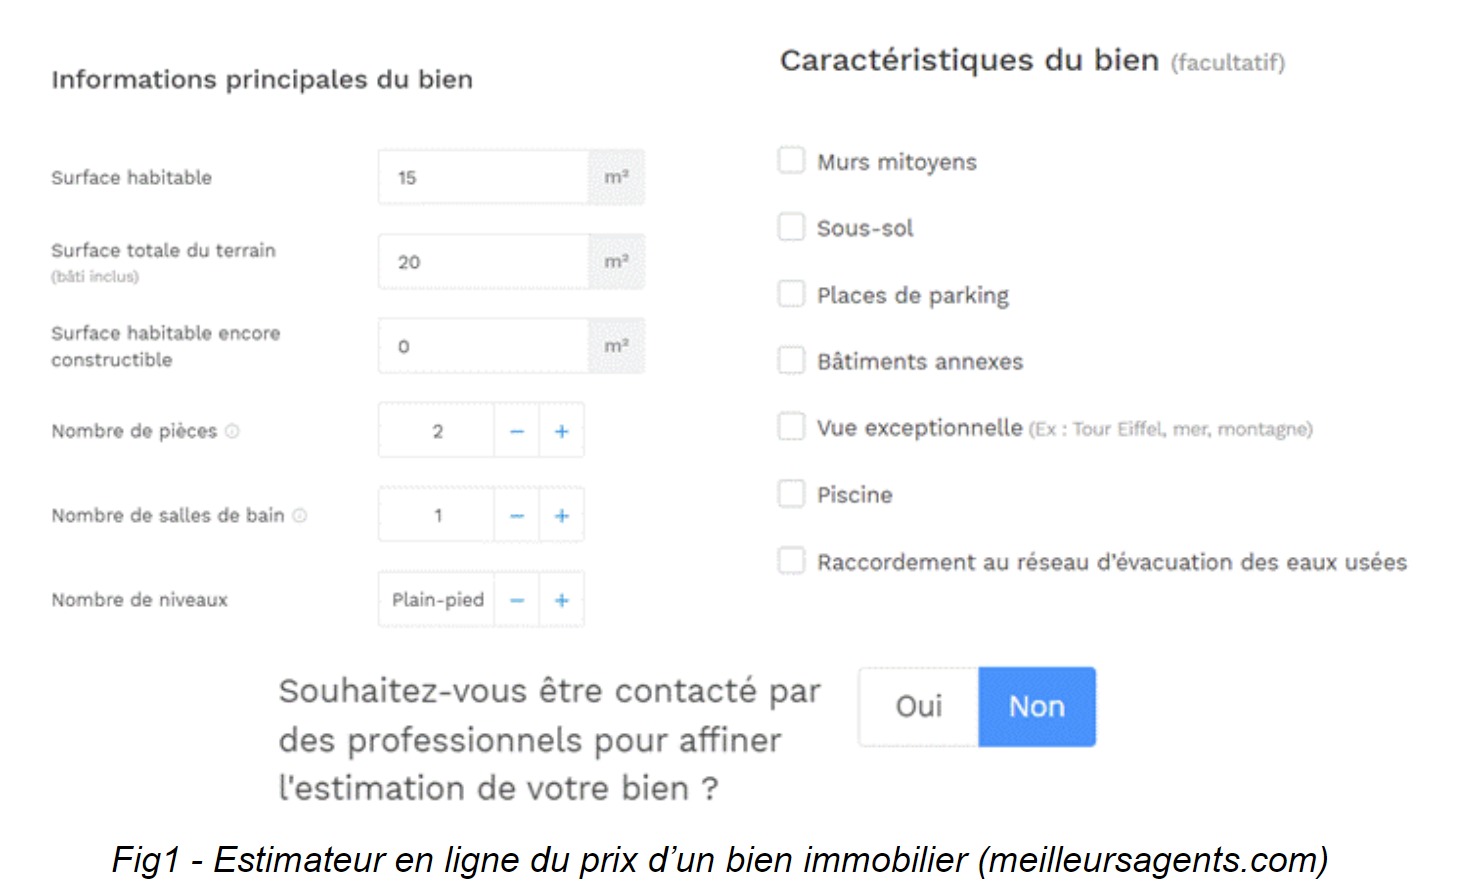 Informations principales du bien
Surface habitable
15 m²
Surface totale du terrain
(bâti inclus)
20 m²
Surface habitable encore
constructible
0 m²
Nombre de pièces
2 − +
Nombre de salles de bain
1 − +
Nombre de niveaux
Plain-pied − +
Caractéristiques du bien (facultatif)
Murs mitoyens
Sous-sol
Places de parking
Bâtiments annexes
Vue exceptionnelle (Ex : Tour Eiffel, mer, montagne)
Piscine
Raccordement au réseau d'évacuation des eaux usées
Souhaitez-vous être contacté par
des professionnels pour affiner
l'estimation de votre bien ?
Oui Non
Fig1 - Estimateur en ligne du prix d'un bien immobilier (meilleursagents.com)